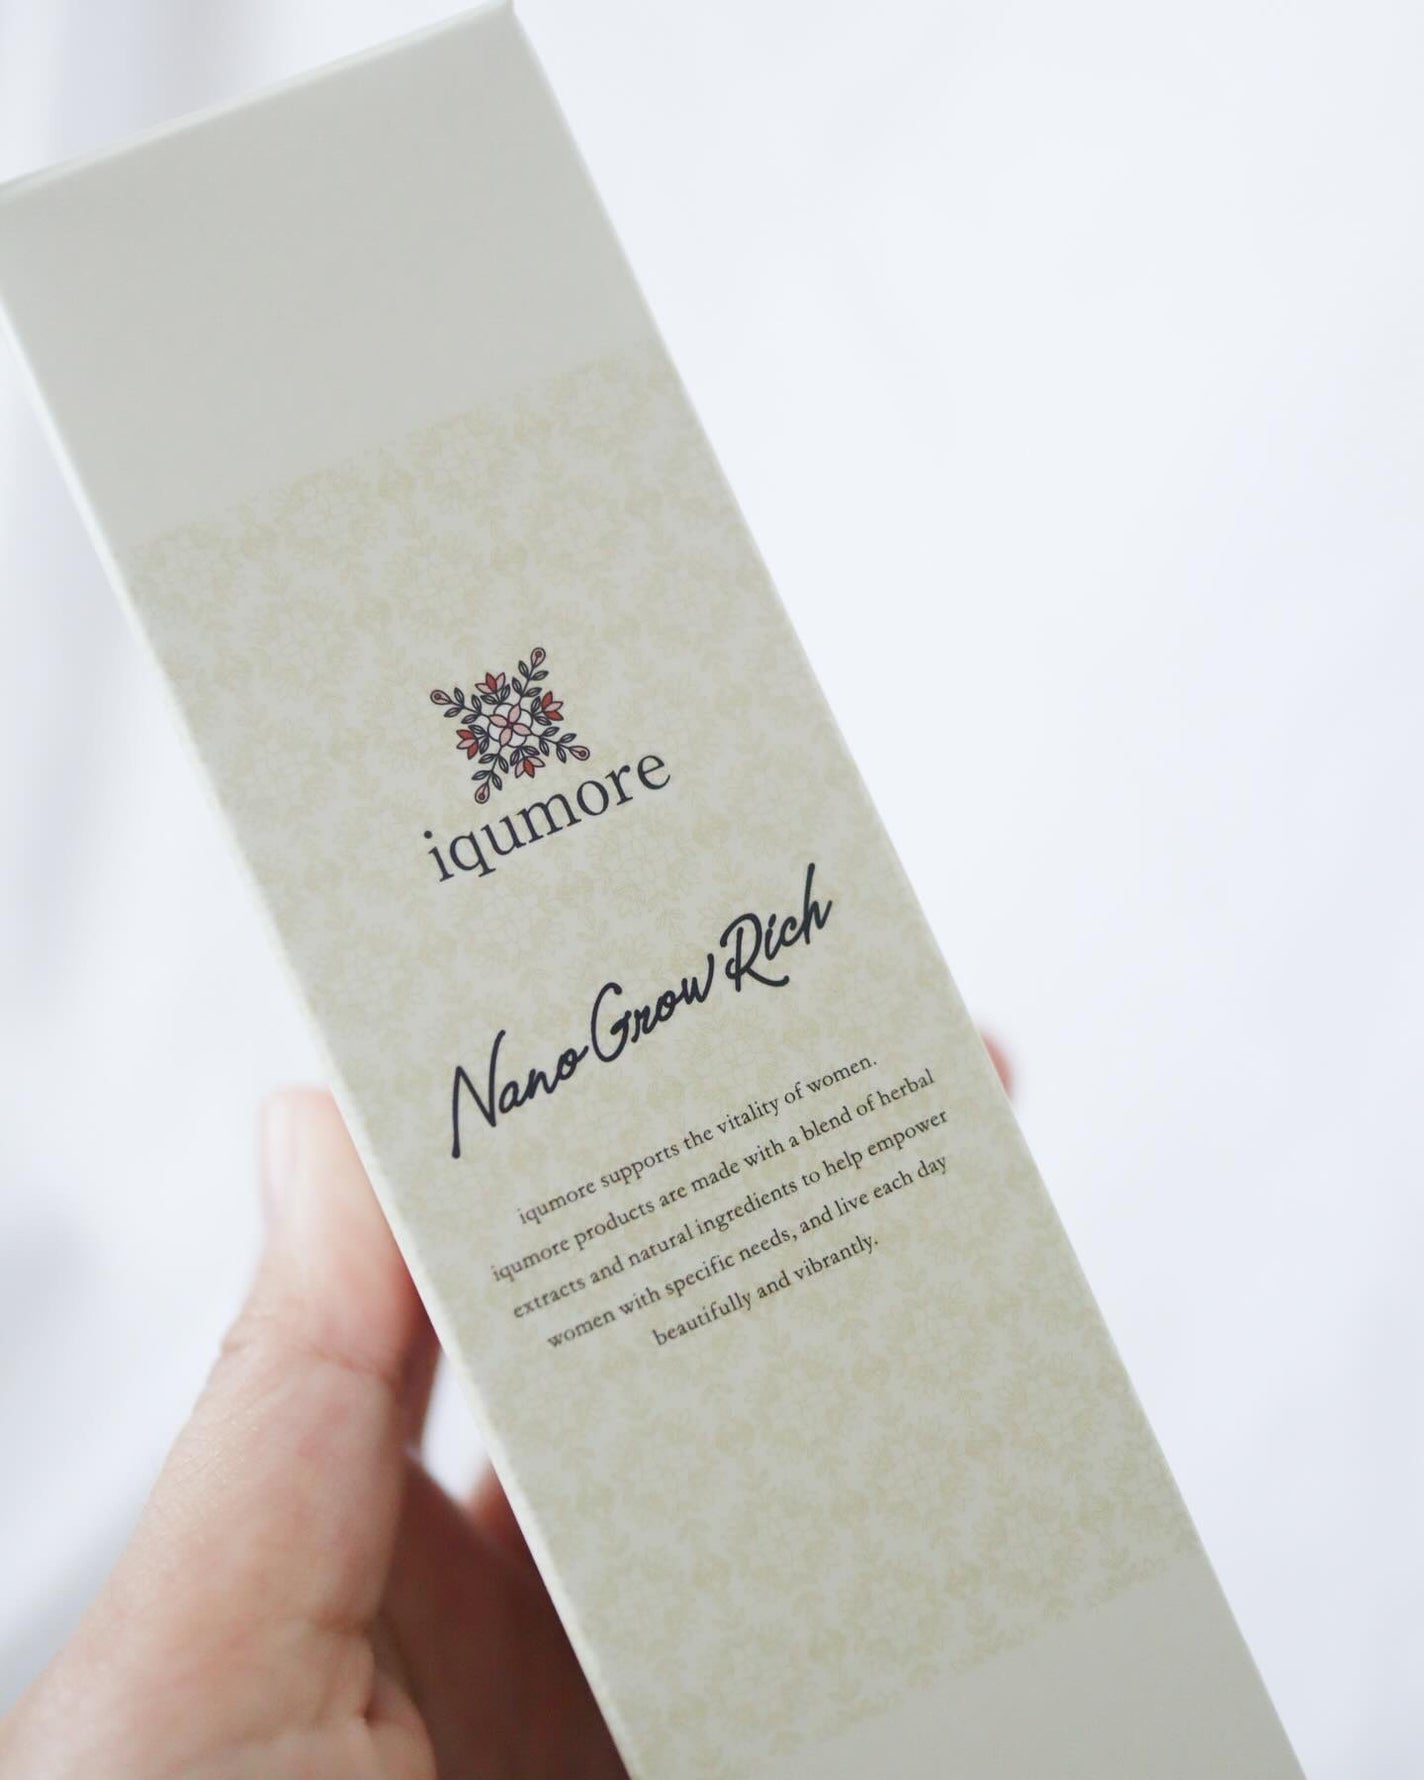 iqumore
Nano Grow Rich
iqumore supports the vitality of women.
iqumore products are made with a blend of herbal
extracts and natural ingredients to help empower
women with specific needs, and live each day
beautifully and vibrantly.